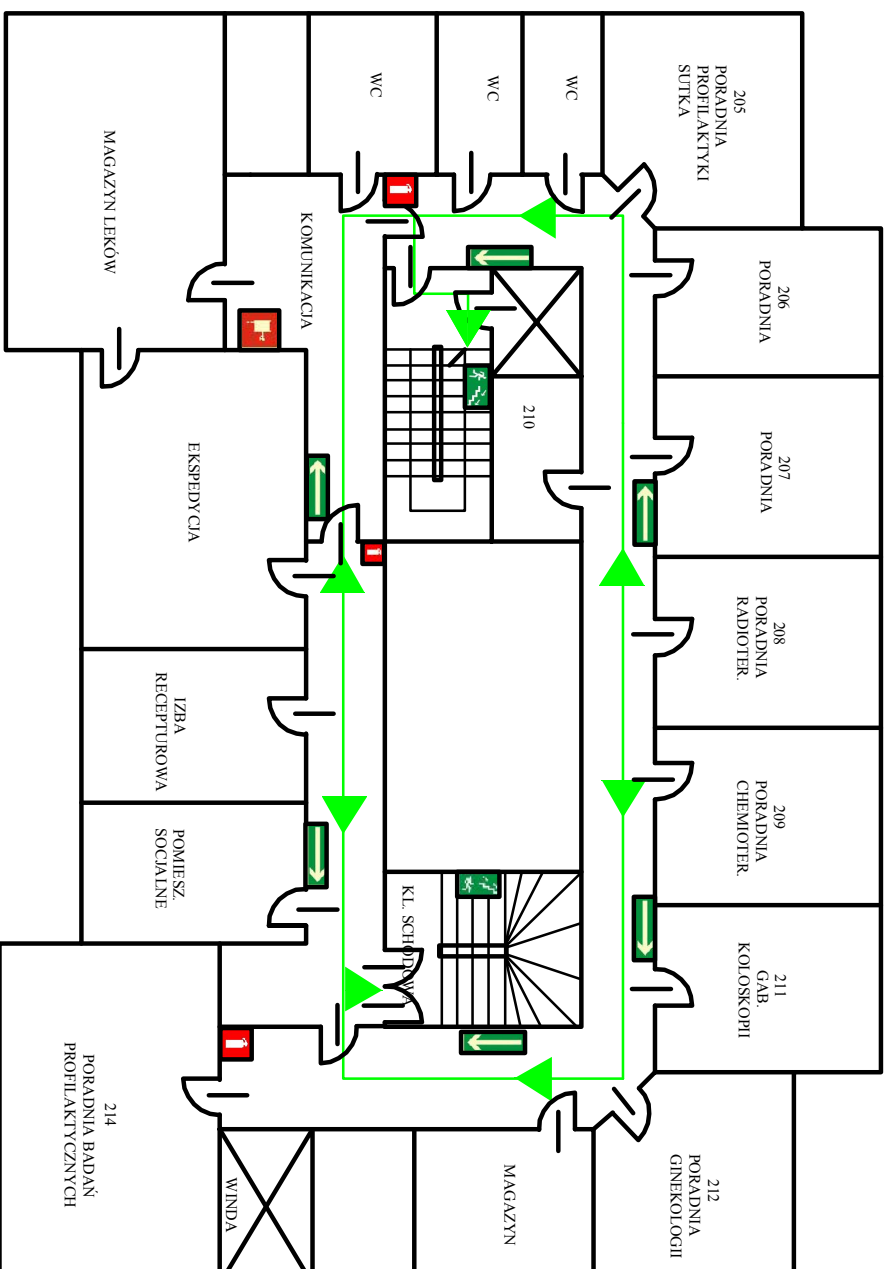 205
PORADNIA
PROFILAKTYKI
SUTKA
WC
WC
WC
MAGAZYN LEKÓW
KOMUNIKACJA
206
PORADNIA
207
PORADNIA
210
EKSPEDYCJA
208
PORADNIA
RADIOTER.
IZBA
RECEPTUROWA
209
PORADNIA
CHEMIOTER.
POMIESZ.
SOCJALNE
KL. SCHODOWA
211
GAB.
KOLOSKOPII
212
PORADNIA
GINEKOLOGII
MAGAZYN
WINDA
214
PORADNIA BADAŃ
PROFILAKTYCZNYCH